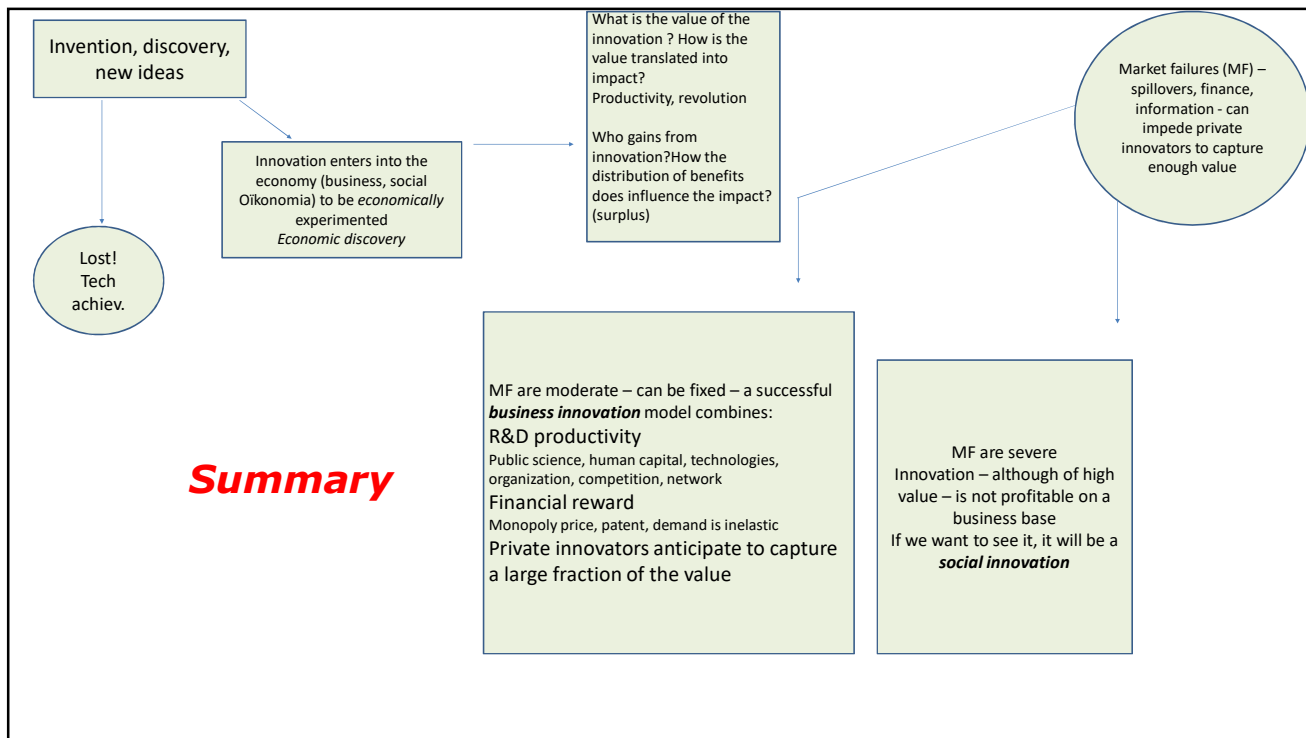 Invention, discovery,
new ideas
Innovation enters into the
economy (business, social
Oïkonomia) to be economically
experimented
Economic discovery
Lost!
Tech
achiev.
What is the value of the
innovation ? How is the
value translated into
impact?
Productivity, revolution
Who gains from
innovation?How the
distribution of benefits
does influence the impact?
(surplus)
Market failures (MF) –
spillovers, finance,
information - can
impede private
innovators to capture
enough value
Summary
MF are moderate – can be fixed – a successful
business innovation model combines:
R&D productivity
Public science, human capital, technologies,
organization, competition, network
Financial reward
Monopoly price, patent, demand is inelastic
Private innovators anticipate to capture
a large fraction of the value
MF are severe
Innovation – although of high
value – is not profitable on a
business base
If we want to see it, it will be a
social innovation